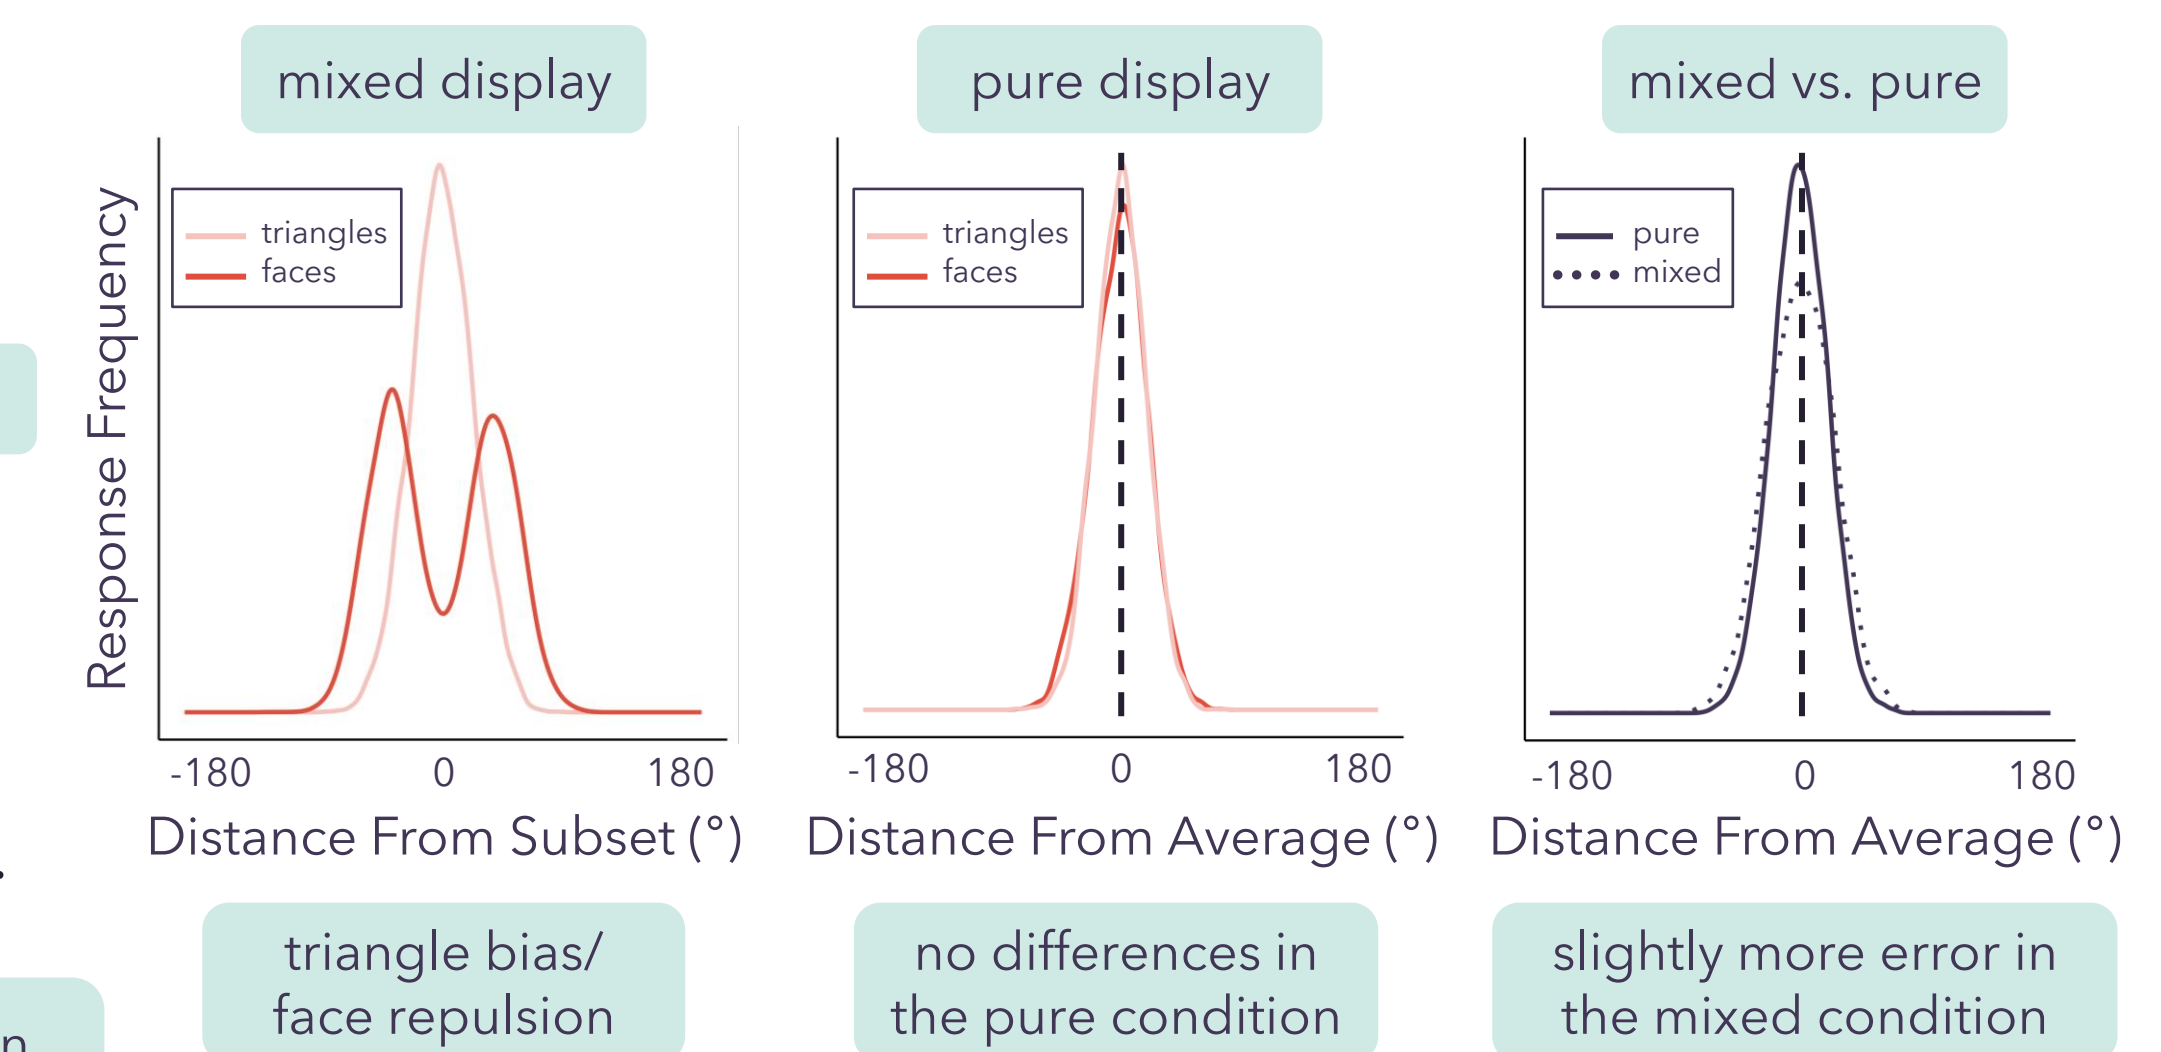 mixed display
pure display
mixed vs. pure
Response Frequency
triangles
faces
-180 0 180
Distance From Subset (°)
triangles
faces
-180 0 180
Distance From Average (°)
pure
mixed
-180 0 180
Distance From Average (°)
triangle bias/
face repulsion
no differences in
the pure condition
slightly more error in
the mixed condition